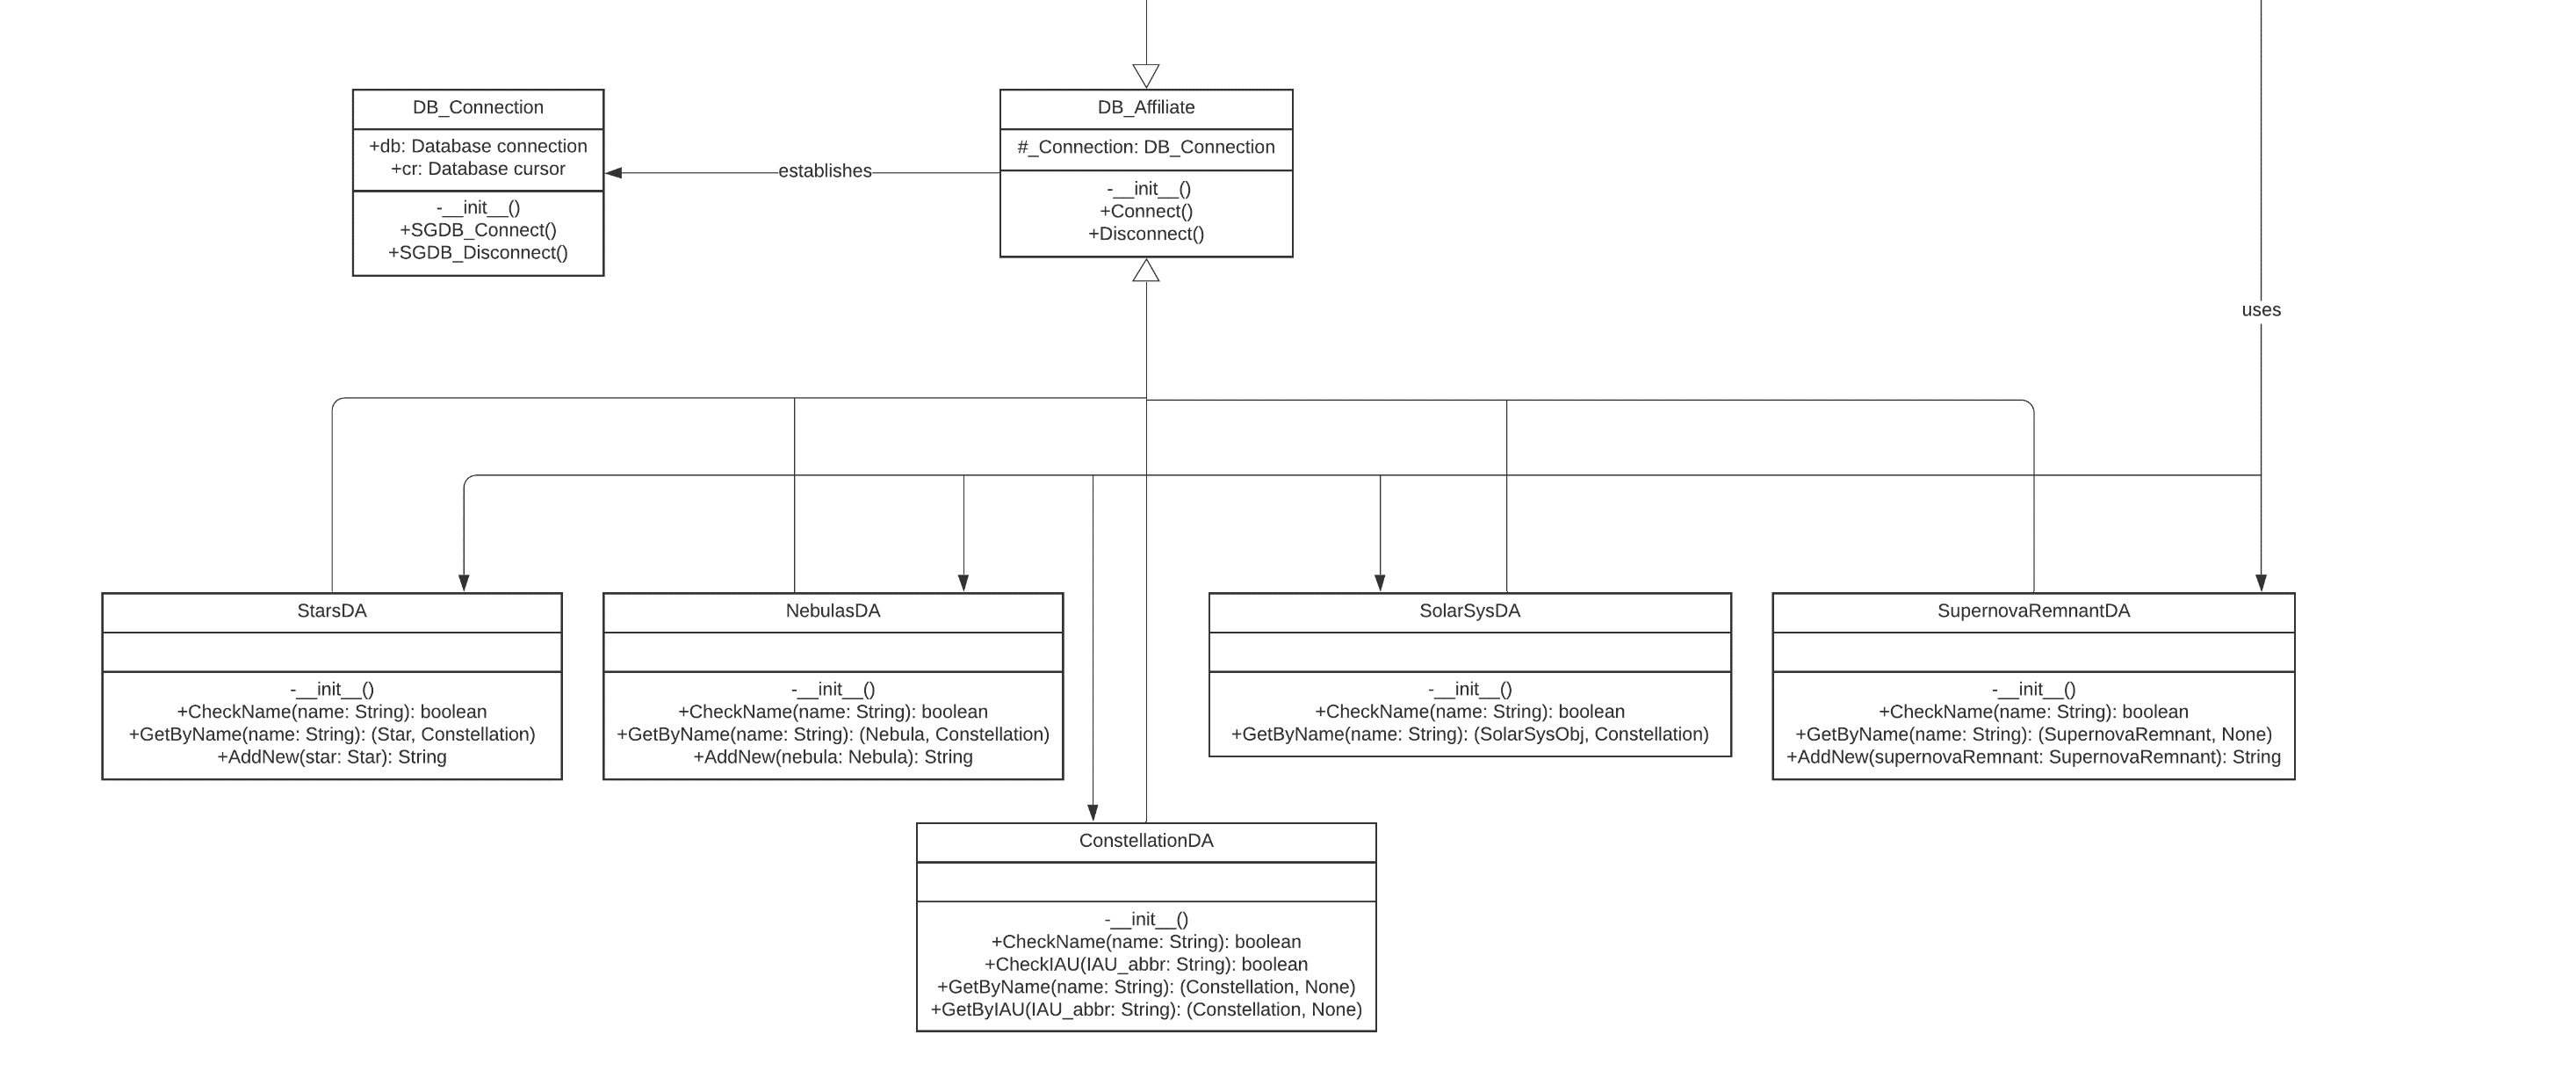 DB_Connection
+db: Database connection
+cr: Database cursor
-__init__()
+SGDB_Connect()
+SGDB_Disconnect()
establishes
DB_Affiliate
#_Connection: DB_Connection
-__init__()
+Connect()
+Disconnect()
uses
StarsDA
-__init__()
+CheckName(name: String): boolean
+GetByName(name: String): (Star, Constellation)
+AddNew(star: Star): String
NebulasDA
-__init__()
+CheckName(name: String): boolean
+GetByName(name: String): (Nebula, Constellation)
+AddNew(nebula: Nebula): String
SolarSysDA
-__init__()
+CheckName(name: String): boolean
+GetByName(name: String): (SolarSysObj, Constellation)
SupernovaRemnantDA
-__init__()
+CheckName(name: String): boolean
+GetByName(name: String): (SupernovaRemnant, None)
+AddNew(supernovaRemnant: SupernovaRemnant): String
ConstellationDA
-__init__()
+CheckName(name: String): boolean
+CheckIAU(IAU_abbr: String): boolean
+GetByName(name: String): (Constellation, None)
+GetByIAU(IAU_abbr: String): (Constellation, None)